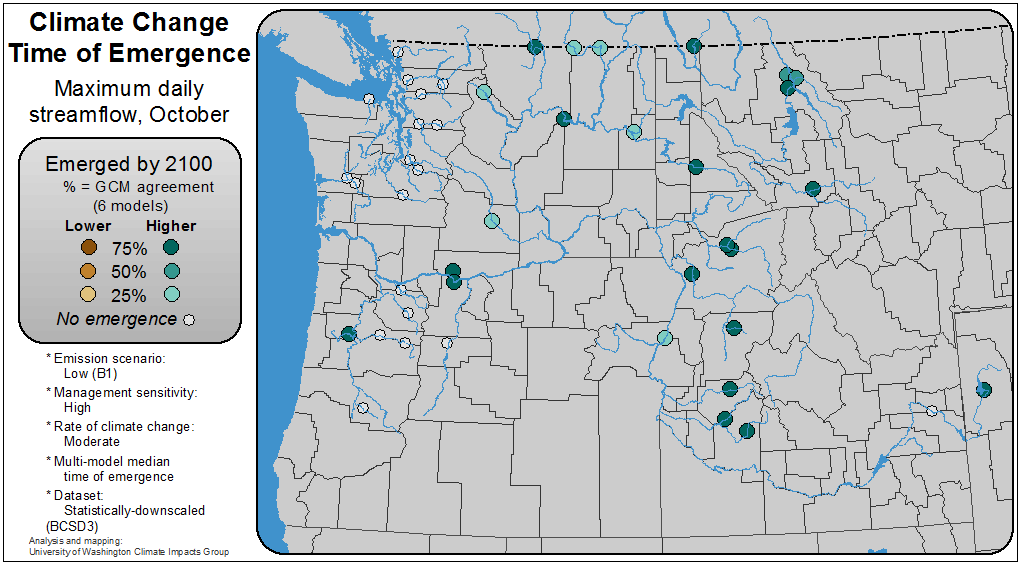 Climate Change
Time of Emergence
Maximum daily
streamflow, October
Emerged by 2100
% = GCM agreement
(6 models)
Lower Higher
75%
50%
25%
No emergence
* Emission scenario:
Low (B1)
* Management sensitivity:
High
* Rate of climate change:
Moderate
* Multi-model median
time of emergence
* Dataset:
Statistically-downscaled
(BCSD3)
Analysis and mapping:
University of Washington Climate Impacts Group